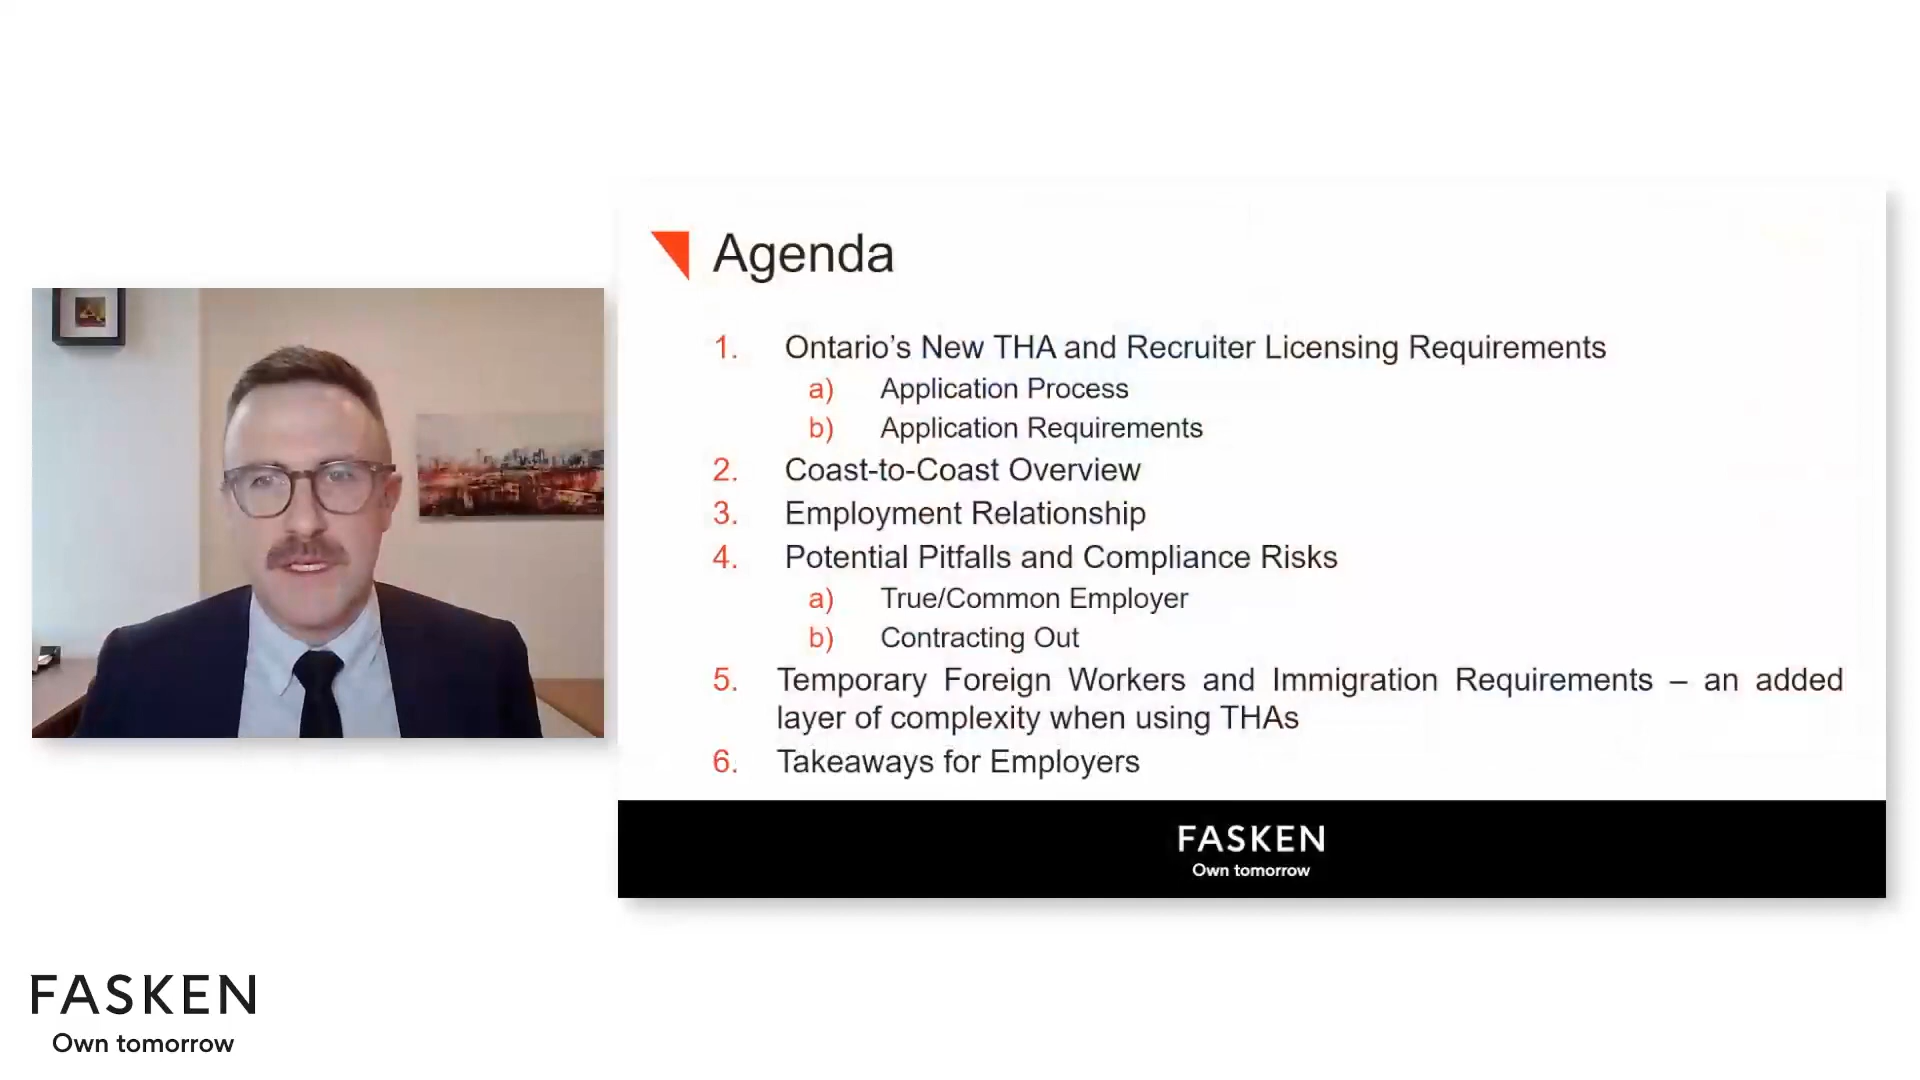 Agenda
1. Ontario’s New THA and Recruiter Licensing Requirements
a) Application Process
b) Application Requirements
2. Coast-to-Coast Overview
3. Employment Relationship
4. Potential Pitfalls and Compliance Risks
a) True/Common Employer
b) Contracting Out
5. Temporary Foreign Workers and Immigration Requirements – an added
layer of complexity when using THAs
6. Takeaways for Employers
FASKEN
Own tomorrow
FASKEN
Own tomorrow